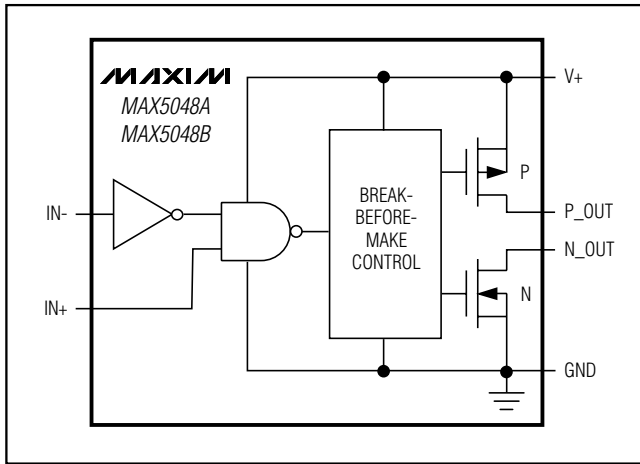 MAXIM
MAX5048A
MAX5048B
V+
P
BREAK-
BEFORE-
MAKE
CONTROL
IN-
P_OUT
N_OUT
IN+
N
GND